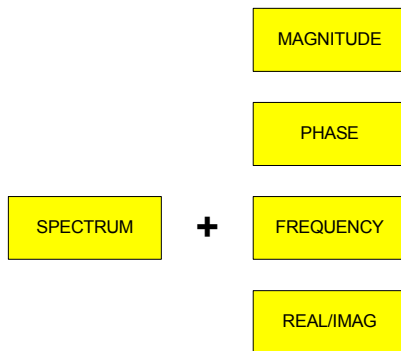 MAGNITUDE
PHASE
SPECTRUM + FREQUENCY
REAL/IMAG